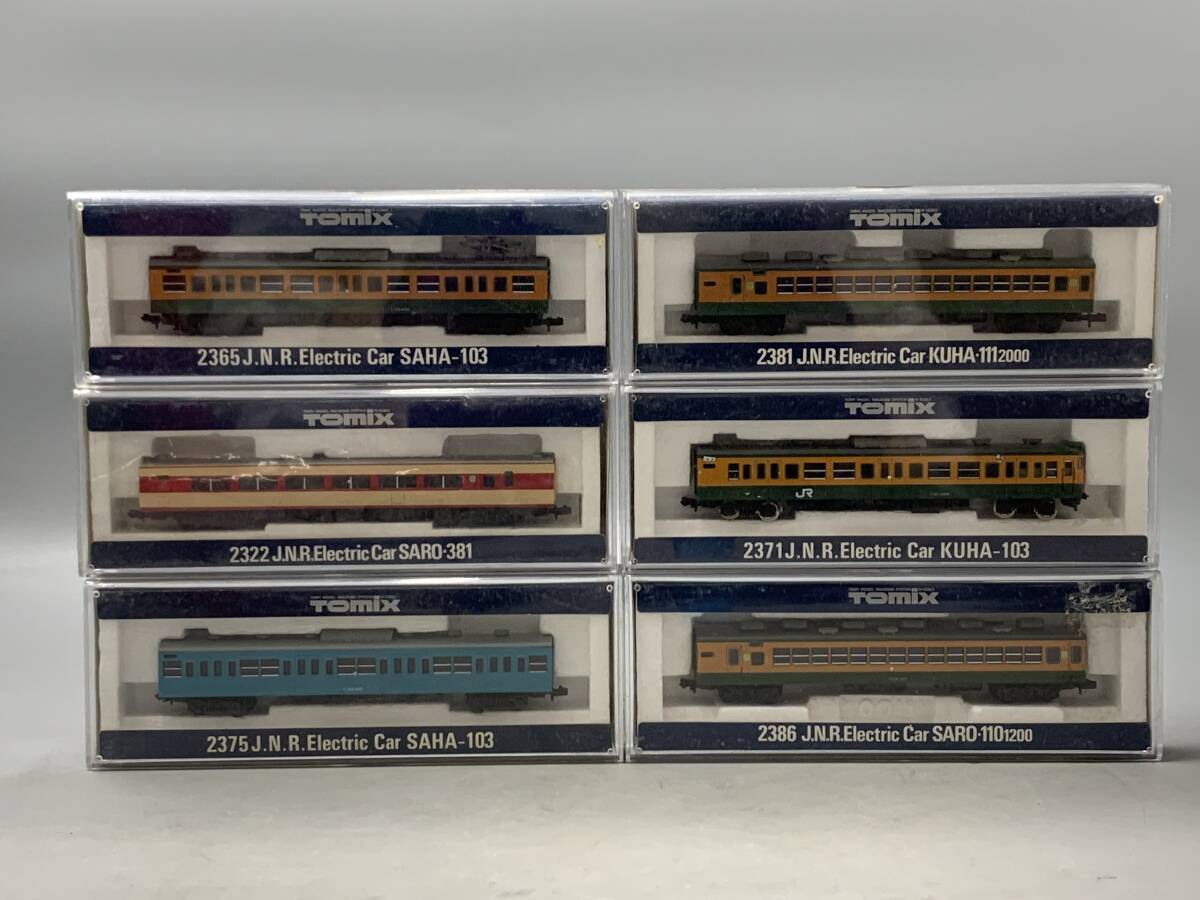 TOMIX
2365 J.N.R. Electric Car SAHA-103
TOMIX
2381 J.N.R. Electric Car KUHA·111 2000
TOMIX
2322 J.N.R. Electric Car SARO·381
TOMIX
JR
2371 J.N.R. Electric Car KUHA-103
TOMIX
2375 J.N.R. Electric Car SAHA-103
TOMIX
2386 J.N.R. Electric Car SARO·110 1200